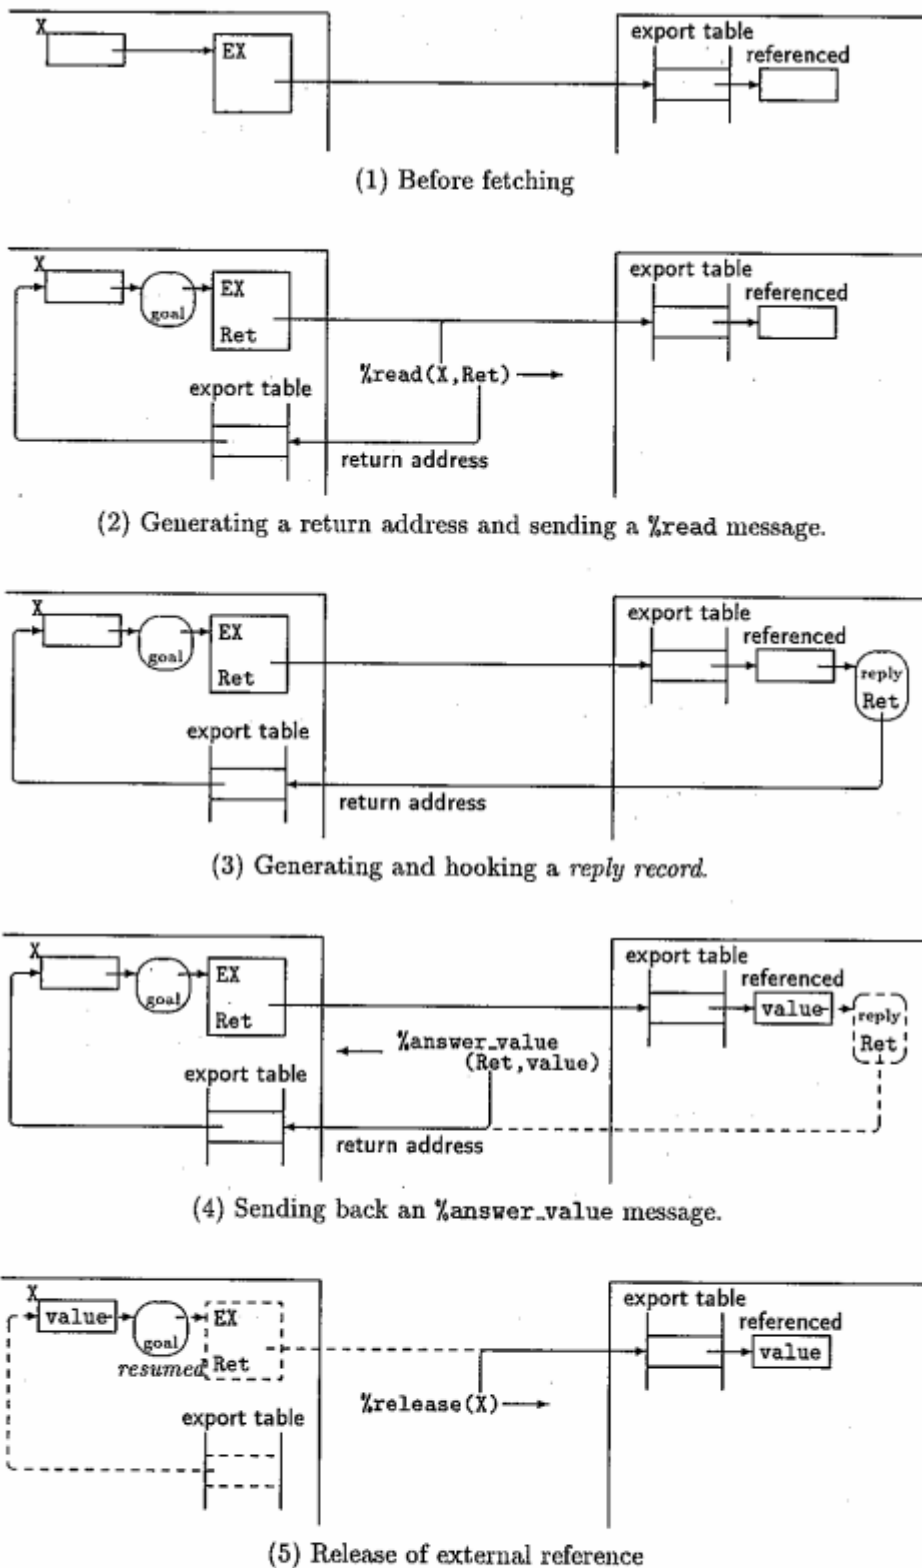 X
EX
export table
referenced
(1) Before fetching
X
EX
goal
Ret
export table
referenced
%read(X,Ret)
export table
return address
(2) Generating a return address and sending a %read message.
X
EX
goal
Ret
export table
referenced
reply
Ret
export table
return address
(3) Generating and hooking a reply record.
X
EX
goal
Ret
export table
referenced
value
reply
Ret
%answer_value
(Ret,value)
export table
return address
(4) Sending back an %answer_value message.
X
value
EX
goal
resumed
Ret
export table
referenced
value
%release(X)
export table
(5) Release of external reference